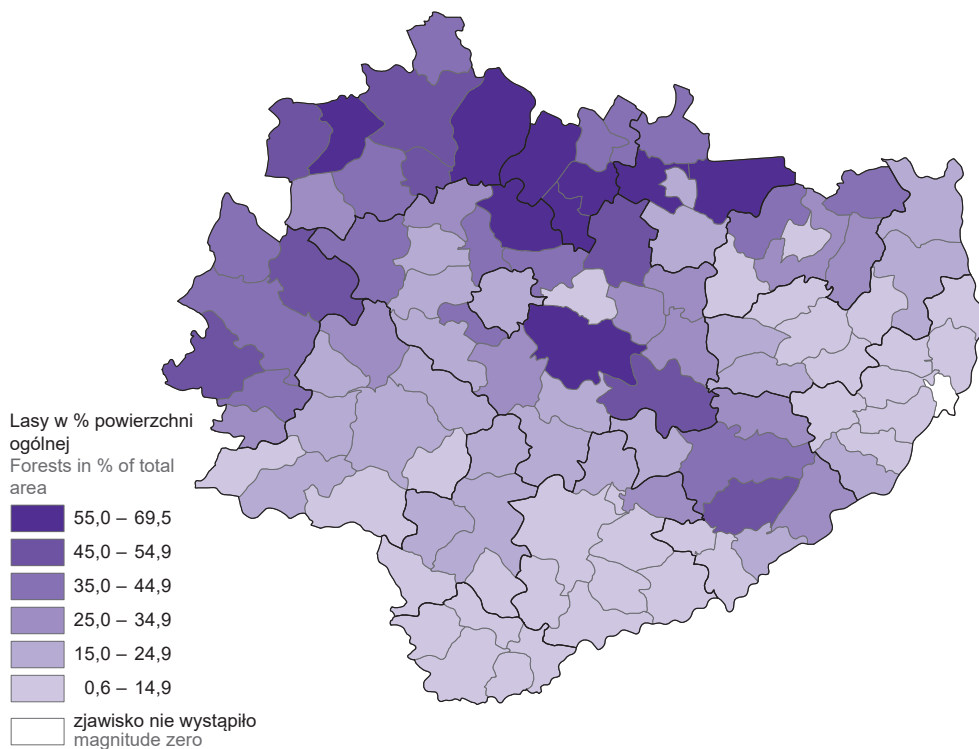 Lasy w % powierzchni
ogólnej
Forests in % of total
area
55,0 – 69,5
45,0 – 54,9
35,0 – 44,9
25,0 – 34,9
15,0 – 24,9
0,6 – 14,9
zjawisko nie wystąpiło
magnitude zero